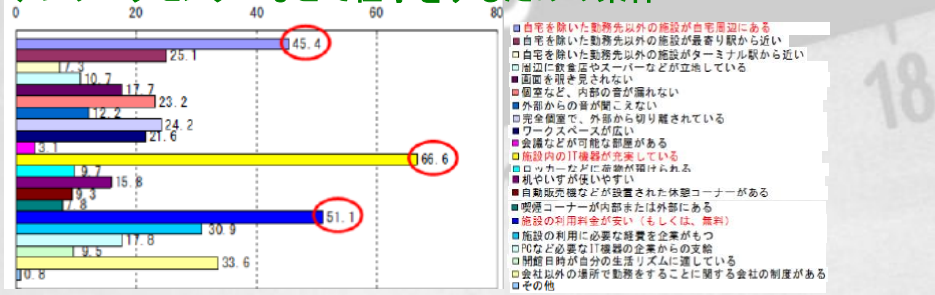 0 20 40 60 80
45.4
25.1
7.3
10.7
17.7
23.2
12.2
24.2
21.6
3.1
66.6
9.7
15.8
9.3
7.8
51.1
30.9
17.8
9.5
33.6
0.8
自宅を除いた勤務先以外の施設が自宅周辺にある
自宅を除いた勤務先以外の施設が最寄り駅から近い
自宅を除いた勤務先以外の施設がターミナル駅から近い
周辺に飲食店やスーパーなどが立地している
画面を覗き見されない
個室など、内部の音が漏れない
外部からの音が聞こえない
完全個室で、外部から切り離されている
ワークスペースが広い
会議などが可能な部屋がある
施設内のIT機器が充実している
ロッカーなどに荷物が預けられる
机やいすが使いやすい
自動販売機などが設置された休憩コーナーがある
喫煙コーナーが内部または外部にある
施設の利用料金が安い（もしくは、無料）
施設の利用に必要な経費を企業がもつ
PCなど必要なIT機器の企業からの支給
開館日時が自分の生活リズムに適している
会社以外の場所で勤務をすることに関する会社の制度がある
その他
18